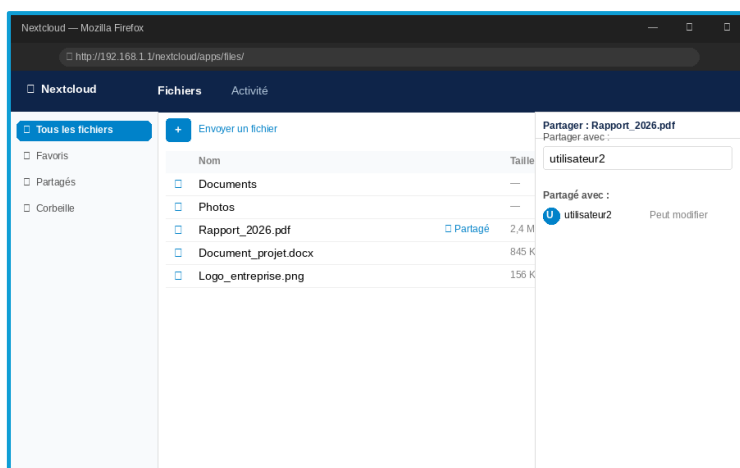 Nextcloud — Mozilla Firefox
http://192.168.1.1/nextcloud/apps/files/
Nextcloud
Fichiers
Activité
Tous les fichiers
Favoris
Partagés
Corbeille
+
Envoyer un fichier
Nom
Taille
Documents
—
Photos
—
Rapport_2026.pdf
Partagé
2,4 M
Document_projet.docx
845 K
Logo_entreprise.png
156 K
Partager : Rapport_2026.pdf
Partager avec :
utilisateur2
Partagé avec :
U
utilisateur2
Peut modifier